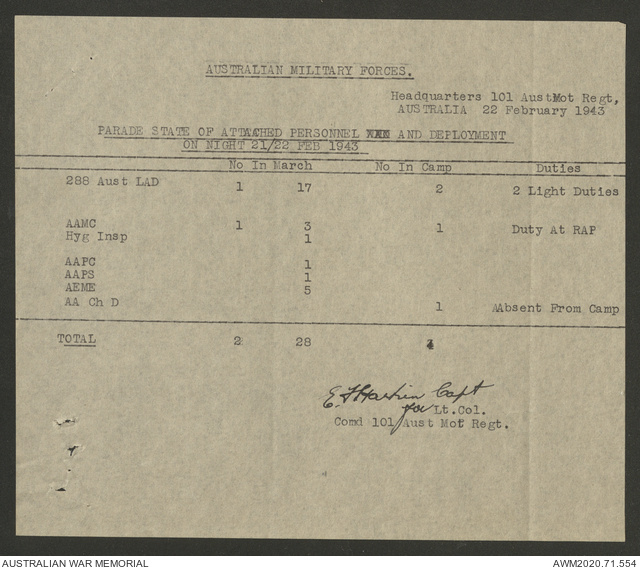 AUSTRALIAN MILITARY FORCES.
Headquarters 101 AustMot Regt,
AUSTRALIA 22 February 1943
PARADE STATE OF ATTACHED PERSONNEL XXX AND DEPLOYMENT
ON NIGHT 21/22 FEB 1943
No In March No In Camp Duties
288 Aust LAD 1 17 2 2 Light Duties
AAMC 1 3 1 Duty At RAP
Hyg Insp 1
AAPC 1
AAPS 1
AEME 5
AA Ch D 1 Absent From Camp
TOTAL 2 28 4
Capt
for Lt.Col.
Comd 101 Aust Mot Regt.
AUSTRALIAN WAR MEMORIAL AWM2020.71.554